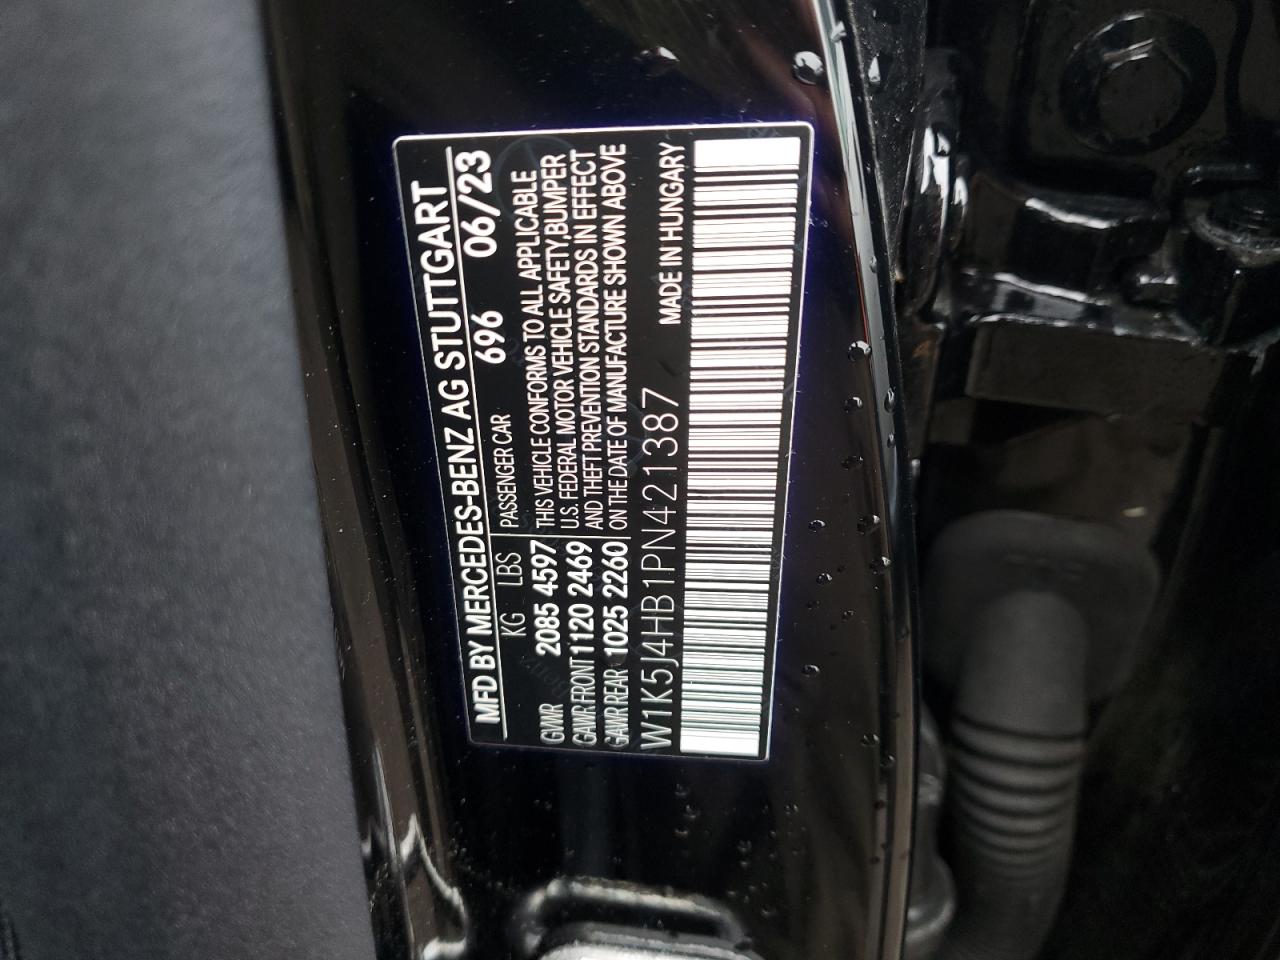 MFD BY MERCEDES-BENZ AG STUTTGART
KG LBS PASSENGER CAR 696 06/23
GVWR 2085 4597 THIS VEHICLE CONFORMS TO ALL APPLICABLE
GAWR FRONT 1120 2469 U.S. FEDERAL MOTOR VEHICLE SAFETY,BUMPER
GAWR REAR 1025 2260 AND THEFT PREVENTION STANDARDS IN EFFECT
ON THE DATE OF MANUFACTURE SHOWN ABOVE
W1K5J4HB1PN421387 MADE IN HUNGARY